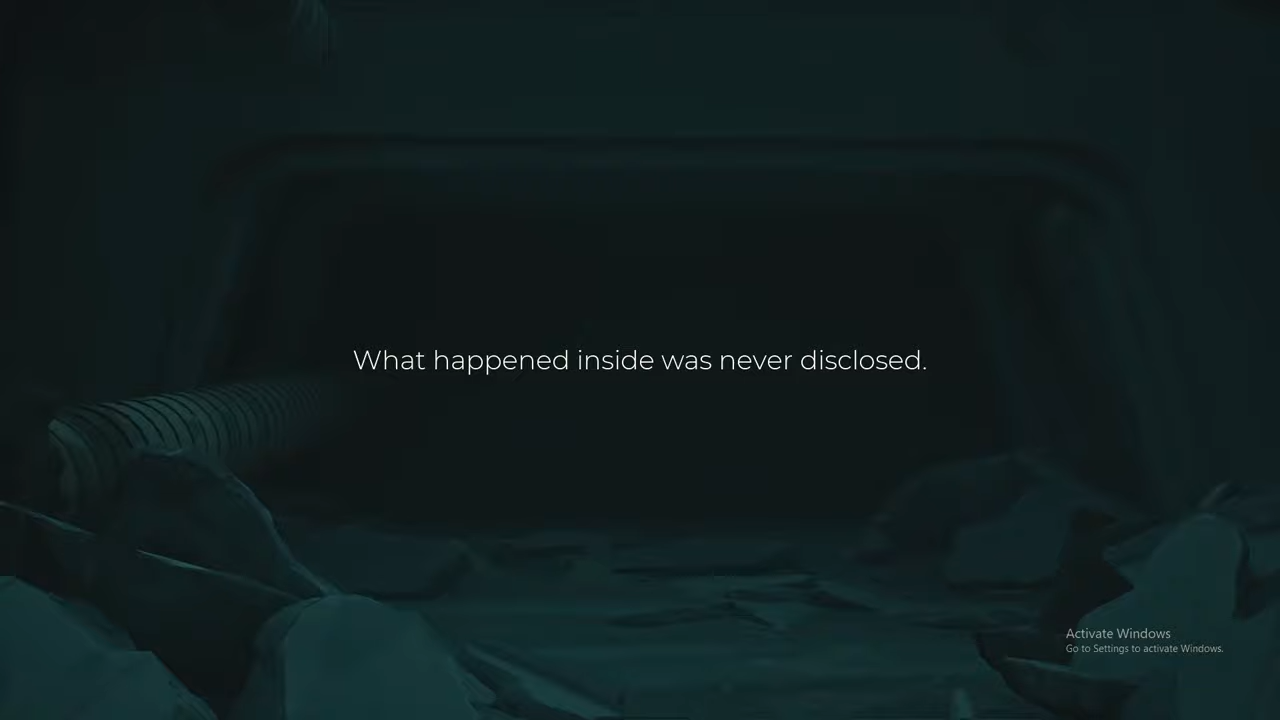 What happened inside was never disclosed.
Activate Windows
Go to Settings to activate Windows.